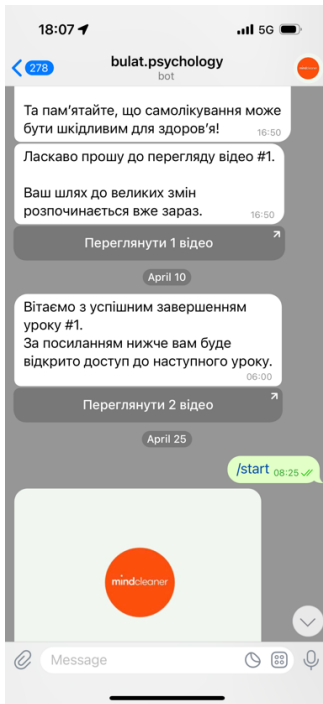 18:07
5G
278
bulat.psychology
bot
Та пам’ятайте, що самолікування може
бути шкідливим для здоров’я!
16:50
Ласкаво прошу до перегляду відео #1.
Ваш шлях до великих змін
розпочинається вже зараз.
16:50
Переглянути 1 відео
April 10
Вітаємо з успішним завершенням
уроку #1.
За посиланням нижче вам буде
відкрито доступ до наступного уроку.
06:00
Переглянути 2 відео
April 25
/start 08:25
mindcleaner
Message